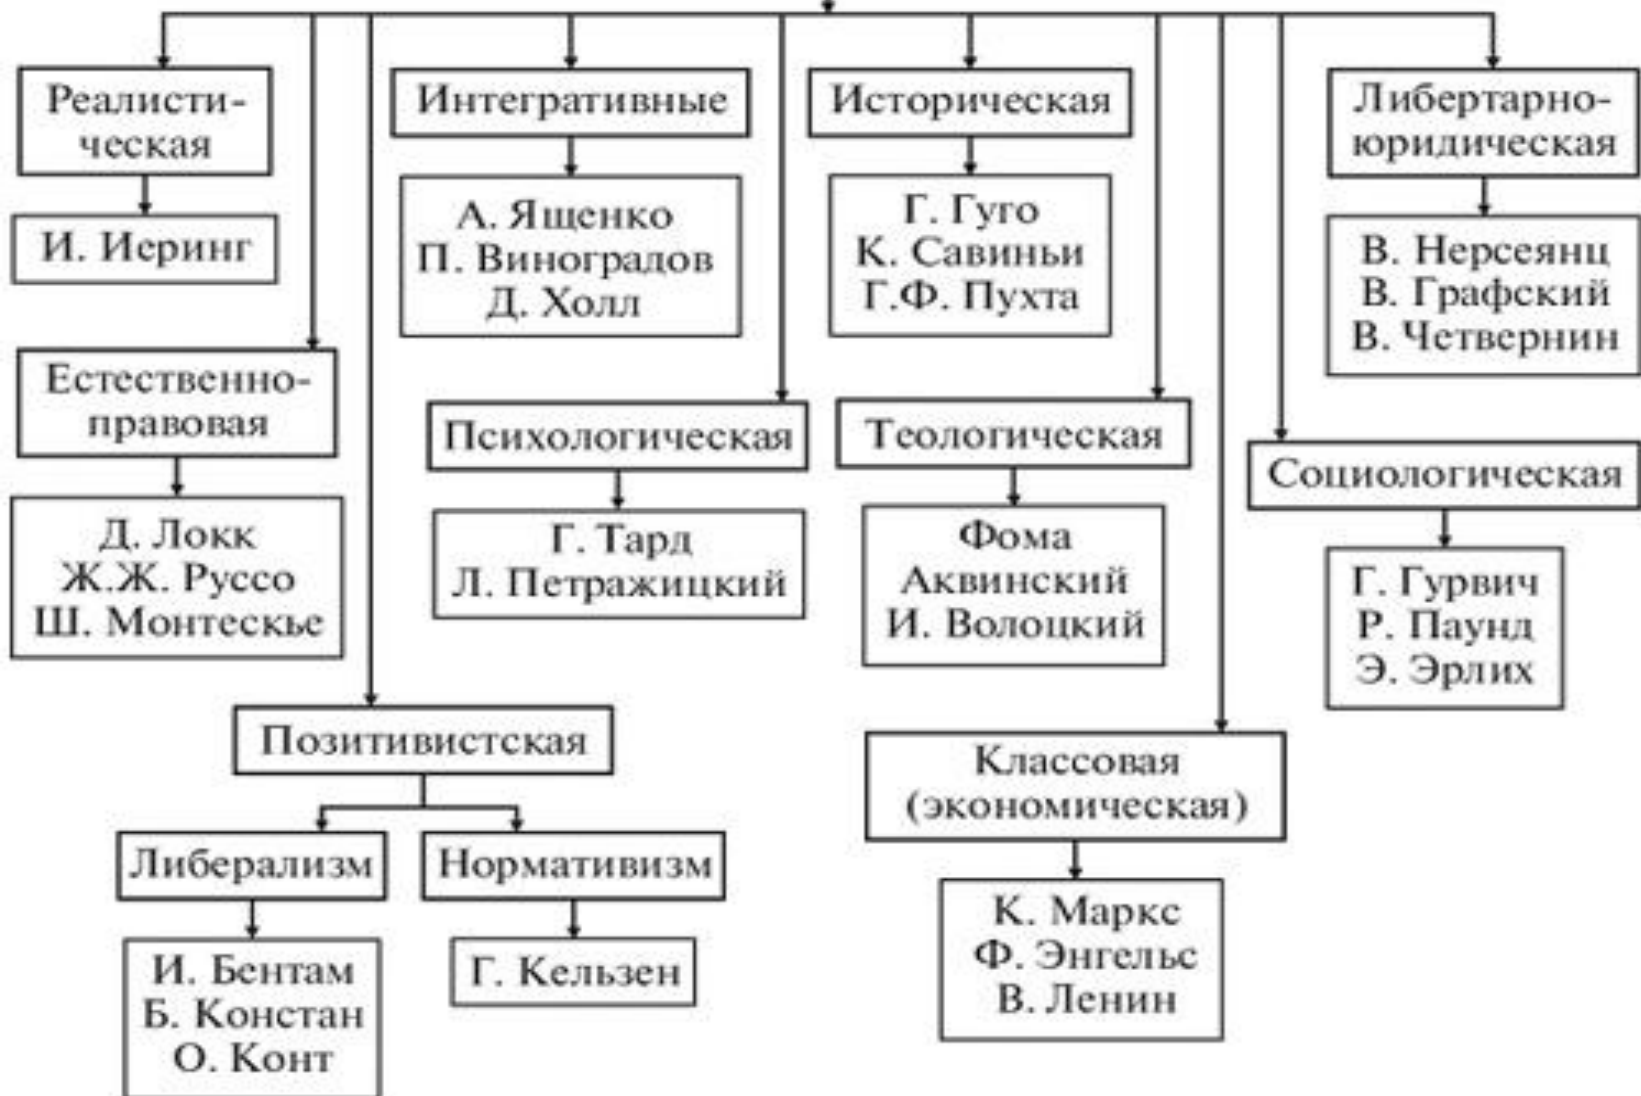 Реалисти-
ческая
И. Иеринг
Интегративные
А. Ященко
П. Виноградов
Д. Холл
Историческая
Г. Гуго
К. Савиньи
Г.Ф. Пухта
Либертарно-
юридическая
В. Нерсеянц
В. Графский
В. Четвернин
Естественно-
правовая
Д. Локк
Ж.Ж. Руссо
Ш. Монтескье
Психологическая
Г. Тард
Л. Петражицкий
Теологическая
Фома
Аквинский
И. Волоцкий
Социологическая
Г. Гурвич
Р. Паунд
Э. Эрлих
Позитивистская
Либерализм
И. Бентам
Б. Констан
О. Конт
Нормативизм
Г. Кельзен
Классовая
(экономическая)
К. Маркс
Ф. Энгельс
В. Ленин